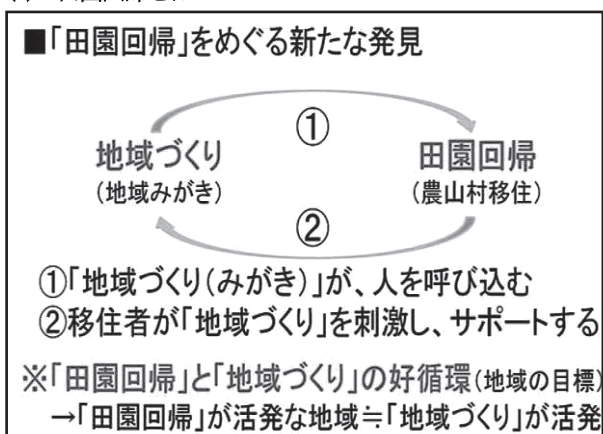 ■「田園回帰」をめぐる新たな発見
①
地域づくり 田園回帰
(地域みがき) (農山村移住)
②
①「地域づくり(みがき)」が、人を呼び込む
②移住者が「地域づくり」を刺激し、サポートする
※「田園回帰」と「地域づくり」の好循環(地域の目標)
→「田園回帰」が活発な地域≒「地域づくり」が活発